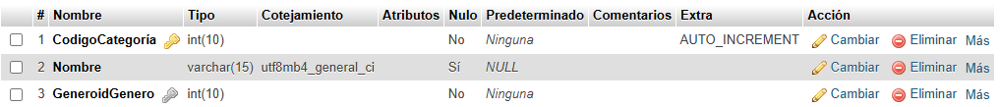 # Nombre Tipo Cotejamiento Atributos Nulo Predeterminado Comentarios Extra Acción
1 CodigoCategoría int(10) No Ninguna AUTO_INCREMENT Cambiar Eliminar Más
2 Nombre varchar(15) utf8mb4_general_ci Sí NULL Cambiar Eliminar Más
3 GeneroidGenero int(10) No Ninguna Cambiar Eliminar Más